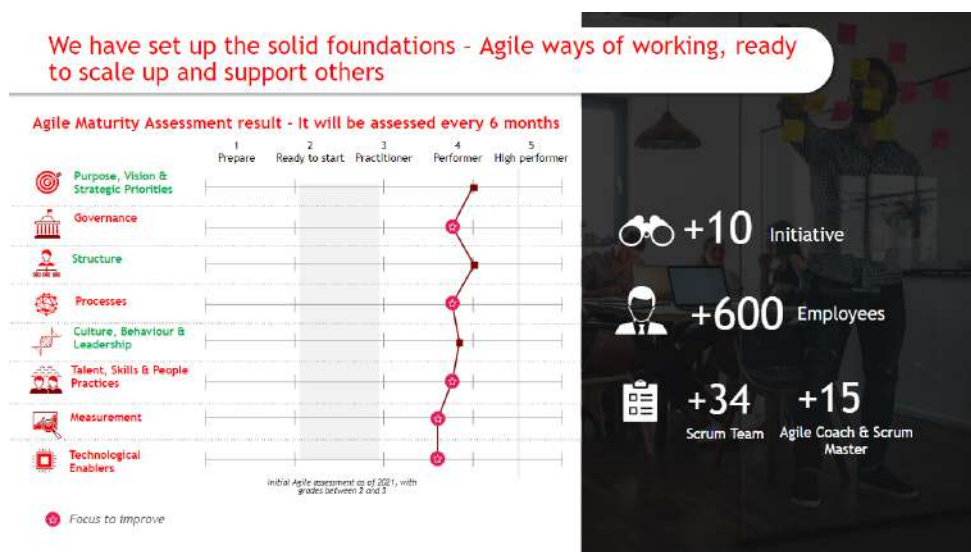 We have set up the solid foundations – Agile ways of working, ready
to scale up and support others
Agile Maturity Assessment result - It will be assessed every 6 months
1
Prepare
2
Ready to start
3
Practitioner
4
Performer
5
High performer
Purpose, Vision &
Strategic Priorities
Governance
Structure
Processes
Culture, Behaviour &
Leadership
Talent, Skills & People
Practices
Measurement
Technological
Enablers
Initial Agile assessment as of 2021, with
grades between 2 and 3
Focus to improve
+10 Initiative
+600 Employees
+34
Scrum Team
+15
Agile Coach & Scrum
Master